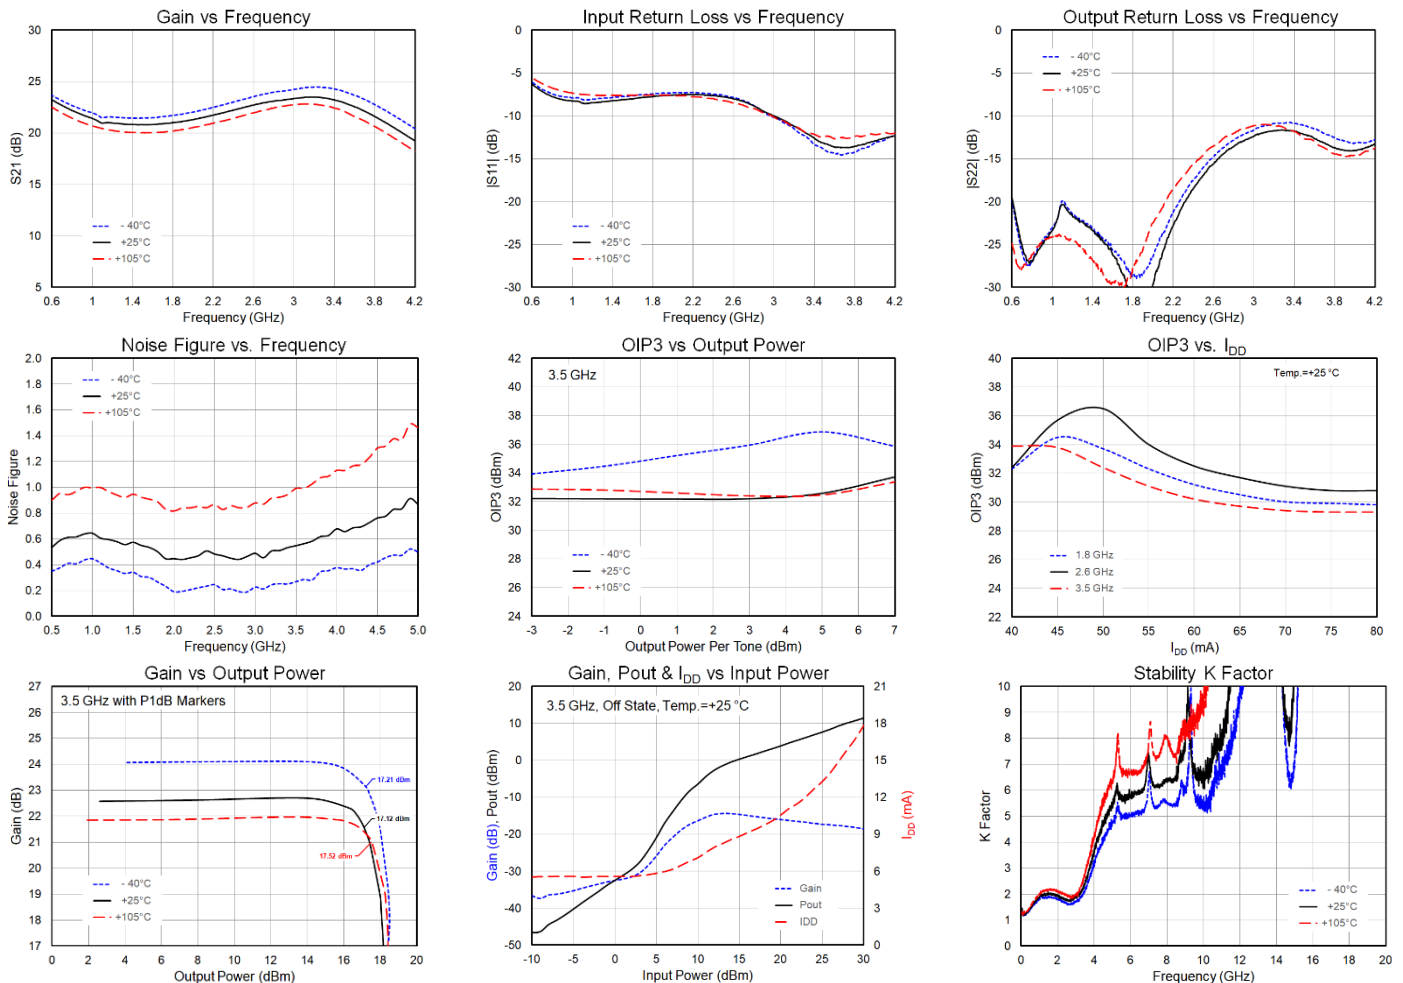 Gain vs Frequency
30
25
20
15
10
5
S21 (dB)
- 40°C
+25°C
+105°C
0.6 1 1.4 1.8 2.2 2.6 3 3.4 3.8 4.2
Frequency (GHz)
Input Return Loss vs Frequency
0
-5
-10
-15
-20
-25
-30
|S11| (dB)
- 40°C
+25°C
+105°C
0.6 1 1.4 1.8 2.2 2.6 3 3.4 3.8 4.2
Frequency (GHz)
Output Return Loss vs Frequency
0
-5
-10
-15
-20
-25
-30
|S22| (dB)
- 40°C
+25°C
+105°C
0.6 1 1.4 1.8 2.2 2.6 3 3.4 3.8 4.2
Frequency (GHz)
Noise Figure vs. Frequency
2.0
1.8
1.6
1.4
1.2
1.0
0.8
0.6
0.4
0.2
0.0
Noise Figure
- 40°C
+25°C
+105°C
0.5 1.0 1.5 2.0 2.5 3.0 3.5 4.0 4.5 5.0
Frequency (GHz)
OIP3 vs Output Power
42
40
38
36
34
32
30
28
26
24
OIP3 (dBm)
3.5 GHz
- 40°C
+25°C
+105°C
-3 -2 -1 0 1 2 3 4 5 6 7
Output Power Per Tone (dBm)
OIP3 vs. IDD
40
38
36
34
32
30
28
26
24
22
OIP3 (dBm)
Temp.=+25 °C
1.8 GHz
2.6 GHz
3.5 GHz
40 45 50 55 60 65 70 75 80
IDD (mA)
Gain vs Output Power
27
26
25
24
23
22
21
20
19
18
17
Gain (dB)
3.5 GHz with P1dB Markers
17.21 dBm
17.12 dBm
17.52 dBm
- 40°C
+25°C
+105°C
0 2 4 6 8 10 12 14 16 18 20
Output Power (dBm)
Gain, Pout & IDD vs Input Power
20
10
0
-10
-20
-30
-40
-50
Gain (dB), Pout (dBm)
3.5 GHz, Off State, Temp.=+25 °C
21
18
15
12
9
6
3
0
IDD (mA)
Gain
Pout
IDD
-10 -5 0 5 10 15 20 25 30
Input Power (dBm)
Stability K Factor
10
9
8
7
6
5
4
3
2
1
0
K Factor
- 40°C
+25°C
+105°C
0 2 4 6 8 10 12 14 16 18 20
Frequency (GHz)